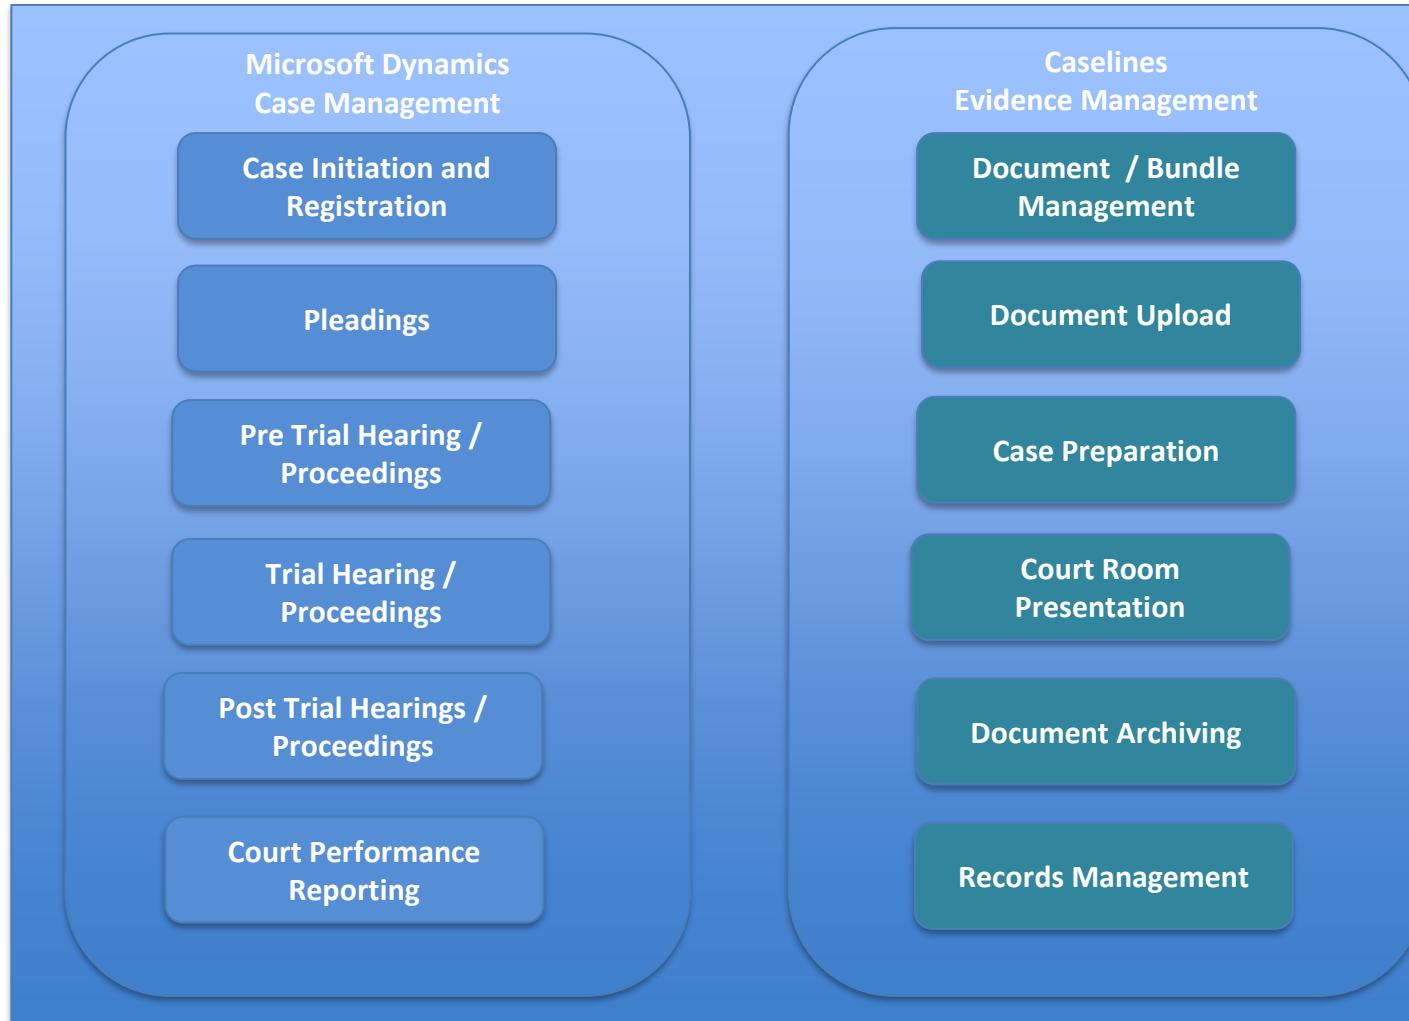 Microsoft Dynamics
Case Management
Case Initiation and
Registration
Pleadings
Pre Trial Hearing /
Proceedings
Trial Hearing /
Proceedings
Post Trial Hearings /
Proceedings
Court Performance
Reporting
Caselines
Evidence Management
Document  / Bundle
Management
Document Upload
Case Preparation
Court Room
Presentation
Document Archiving
Records Management